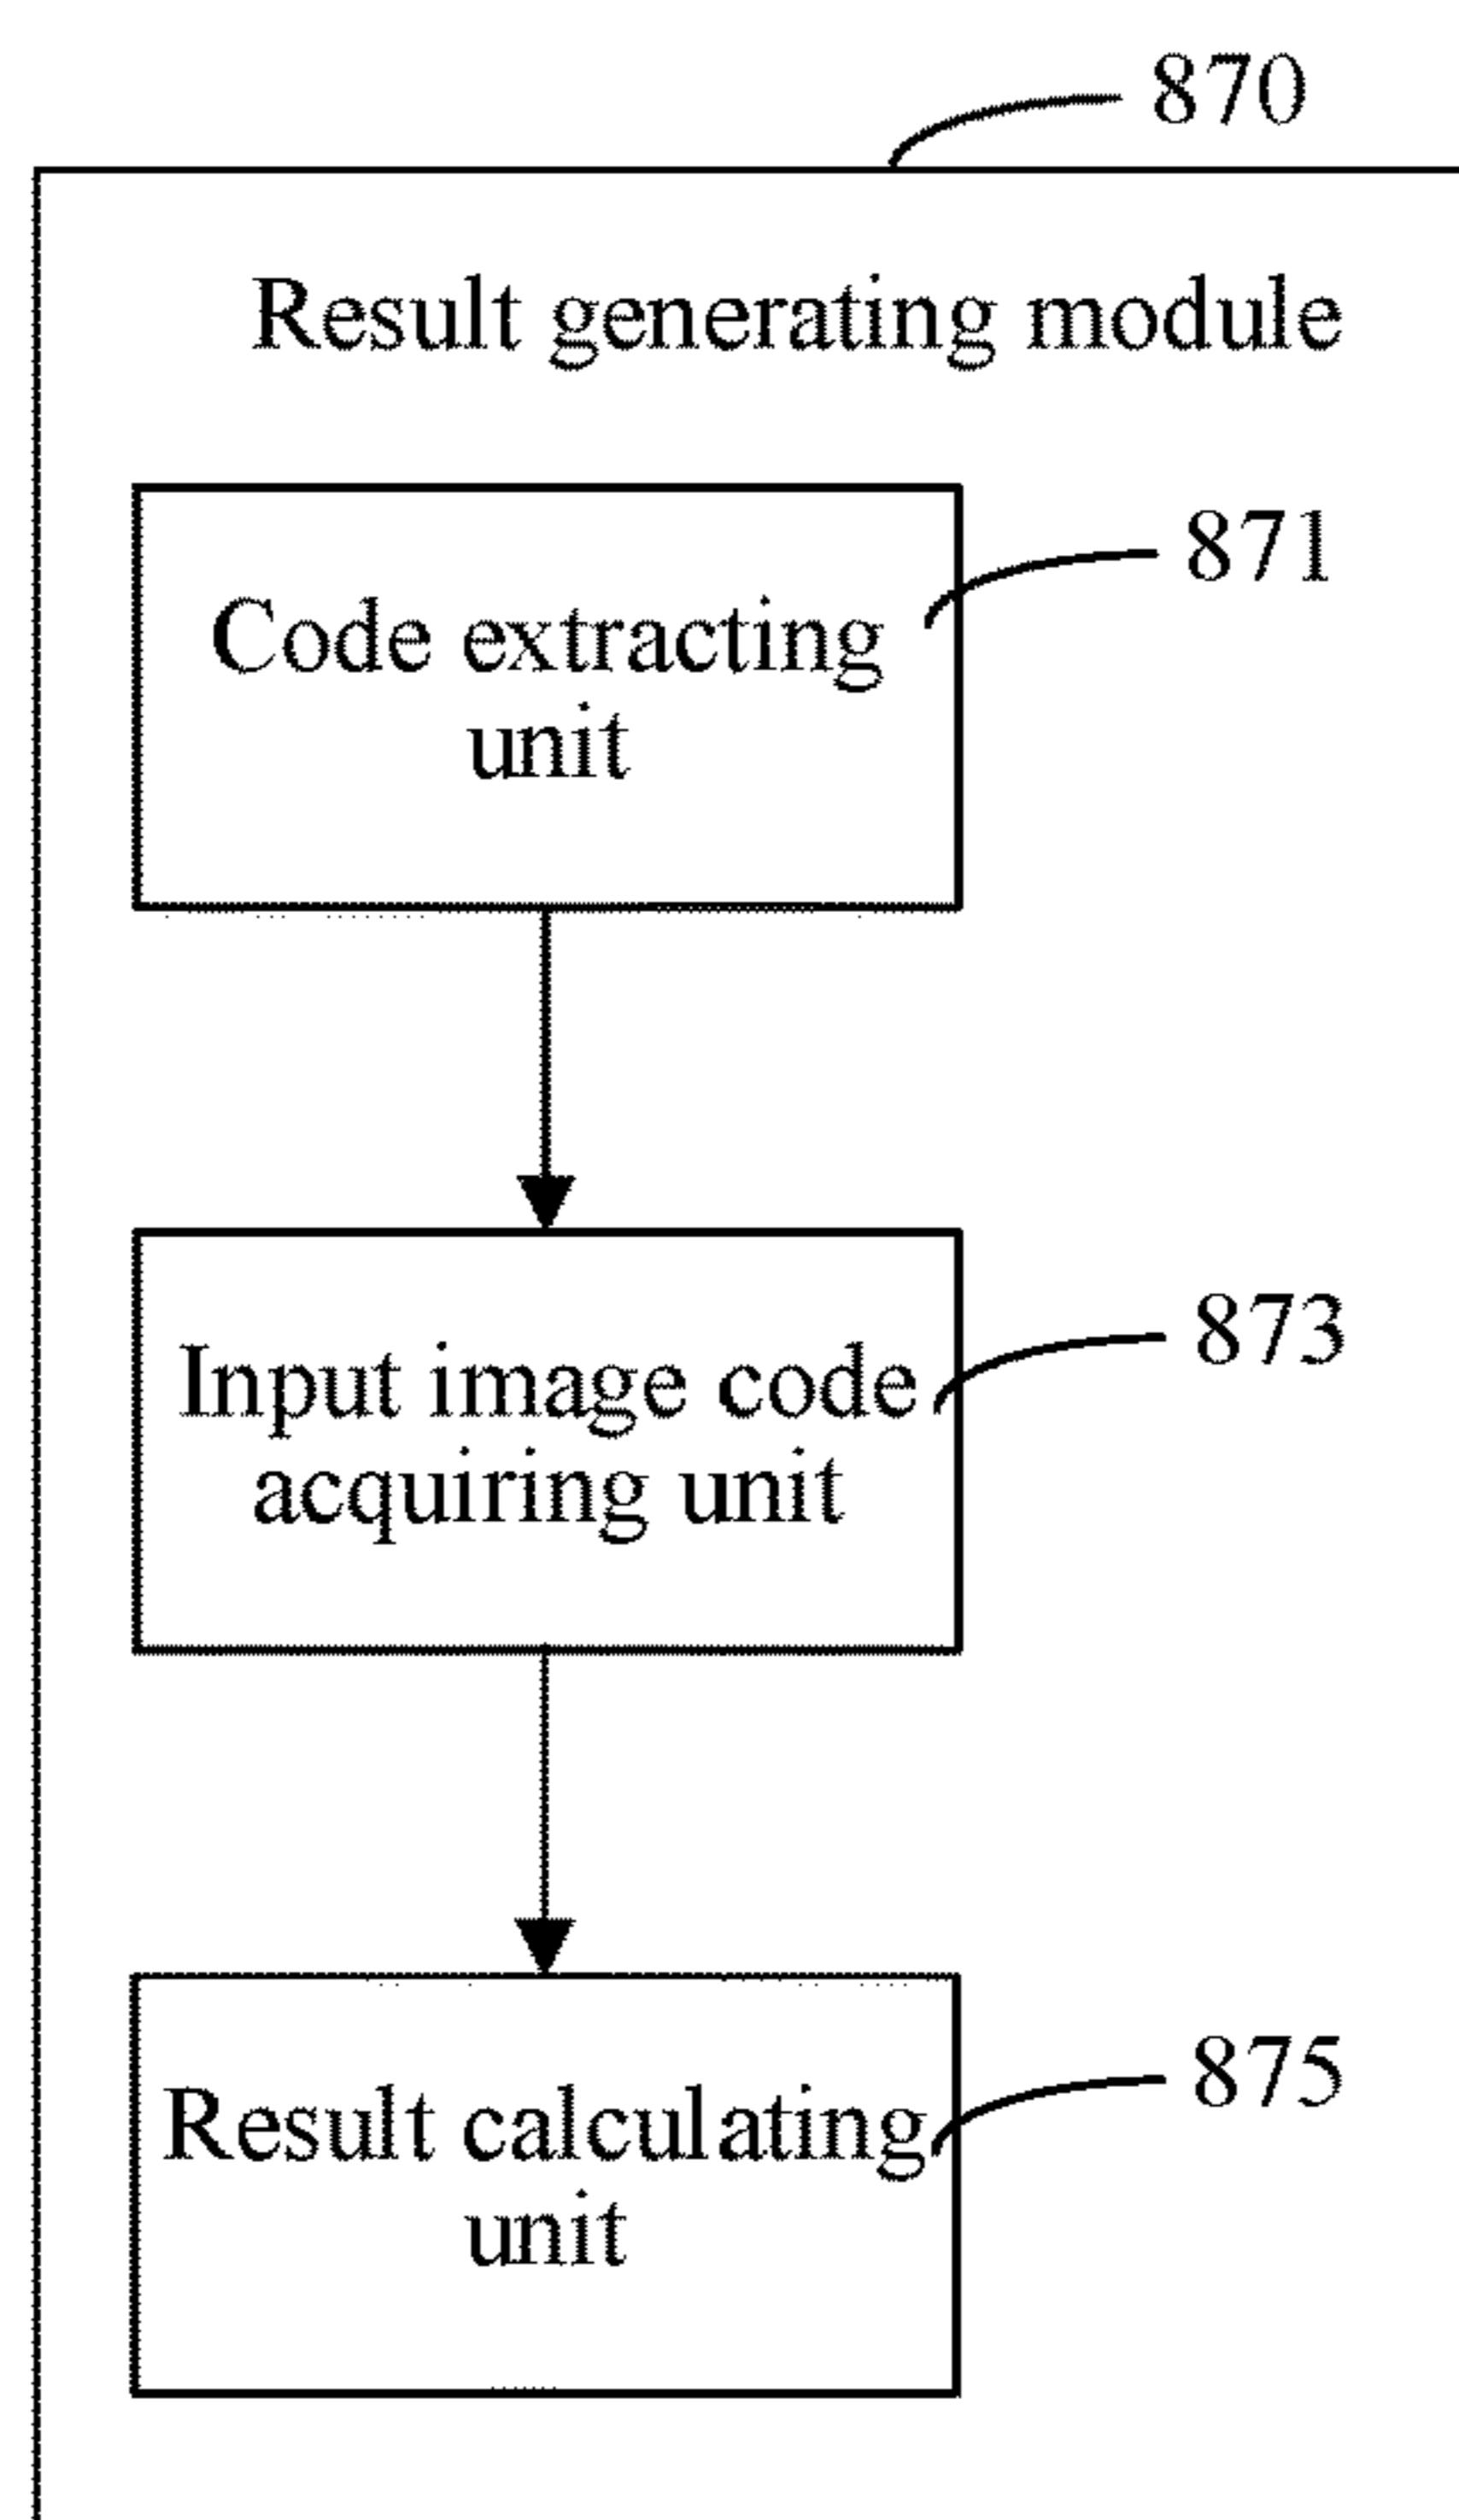 870
Result generating module
871
Code extracting
unit
873
Input image code
acquiring unit
875
Result calculating
unit